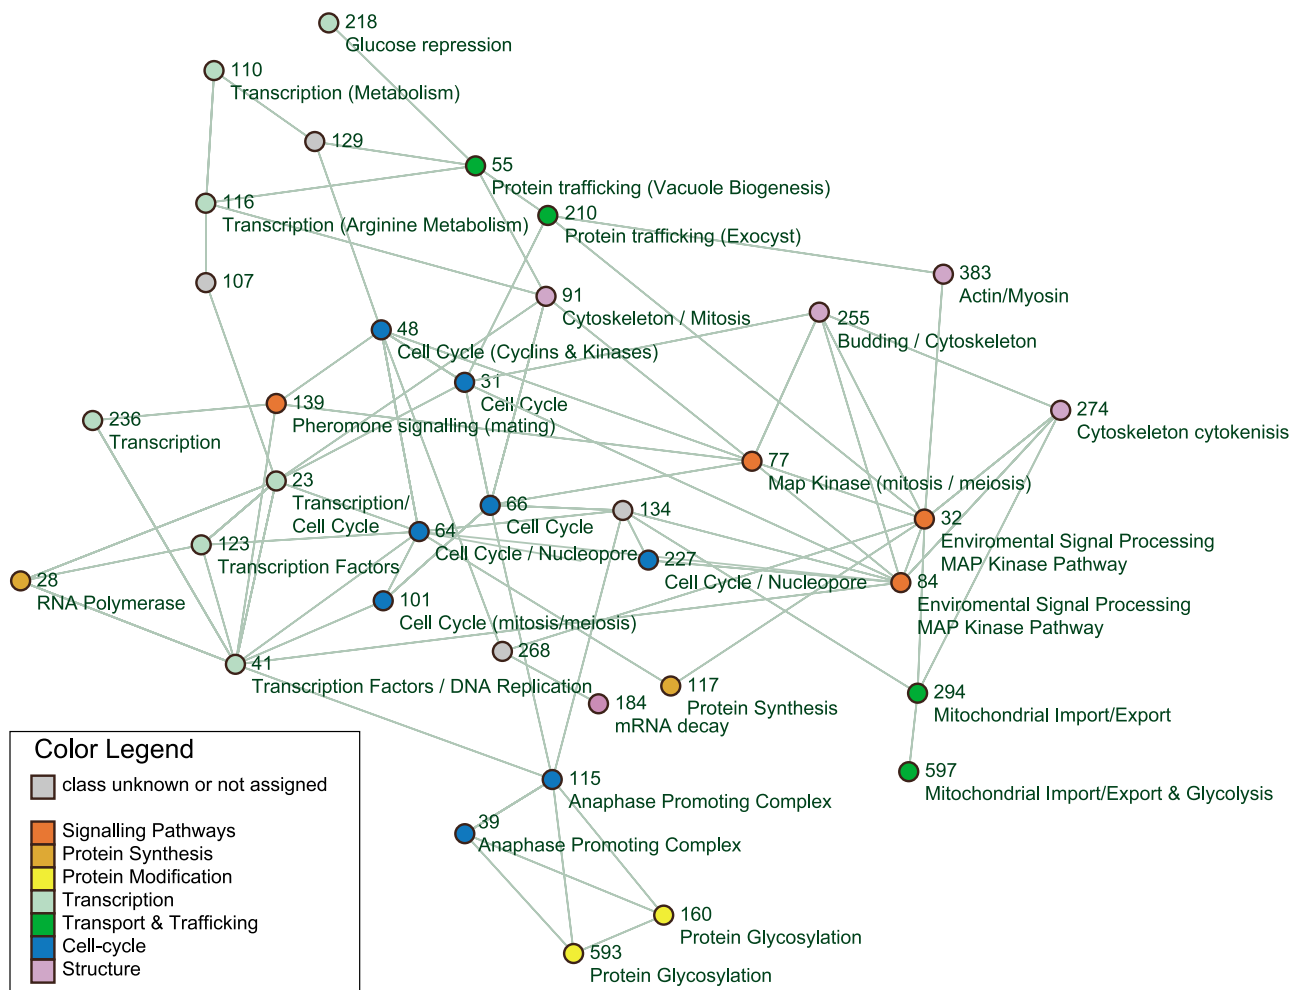 218
Glucose repression
110
Transcription (Metabolism)
129
55
Protein trafficking (Vacuole Biogenesis)
116
Transcription (Arginine Metabolism)
210
Protein trafficking (Exocyst)
107
383
Actin/Myosin
91
Cytoskeleton / Mitosis
255
Budding / Cytoskeleton
48
Cell Cycle (Cyclins & Kinases)
31
Cell Cycle
139
Pheromone signalling (mating)
236
Transcription
274
Cytoskeleton cytokenisis
77
Map Kinase (mitosis / meiosis)
23
Transcription/
Cell Cycle
66
Cell Cycle
134
32
Enviromental Signal Processing
MAP Kinase Pathway
64
Cell Cycle / Nucleopore
123
Transcription Factors
227
Cell Cycle / Nucleopore
28
RNA Polymerase
84
Enviromental Signal Processing
MAP Kinase Pathway
101
Cell Cycle (mitosis/meiosis)
268
41
Transcription Factors / DNA Replication
117
Protein Synthesis
184
mRNA decay
294
Mitochondrial Import/Export
597
Mitochondrial Import/Export & Glycolysis
115
Anaphase Promoting Complex
39
Anaphase Promoting Complex
160
Protein Glycosylation
593
Protein Glycosylation
Color Legend
class unknown or not assigned
Signalling Pathways
Protein Synthesis
Protein Modification
Transcription
Transport & Trafficking
Cell-cycle
Structure